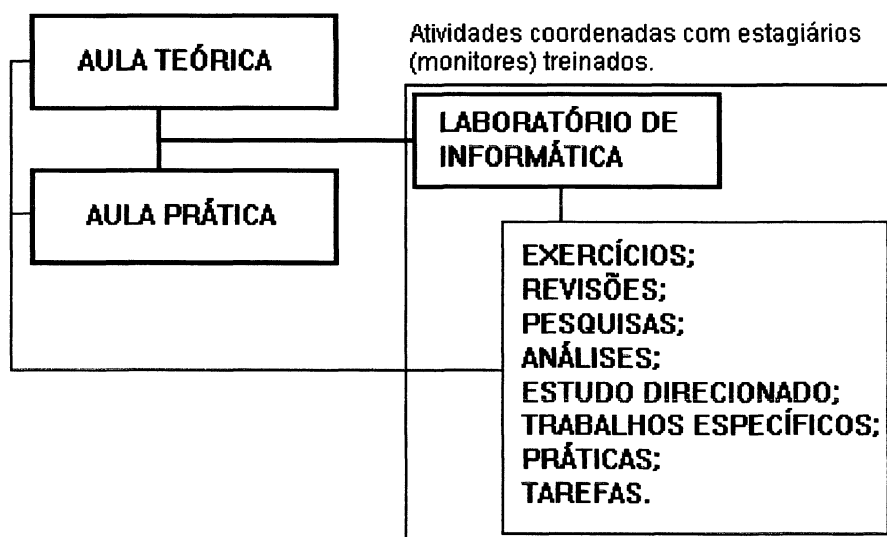 AULA TEÓRICA
Atividades coordenadas com estagiários
(monitores) treinados.
LABORATÓRIO DE
INFORMÁTICA
AULA PRÁTICA
EXERCÍCIOS;
REVISÕES;
PESQUISAS;
ANÁLISES;
ESTUDO DIRECIONADO;
TRABALHOS ESPECÍFICOS;
PRÁTICAS;
TAREFAS.